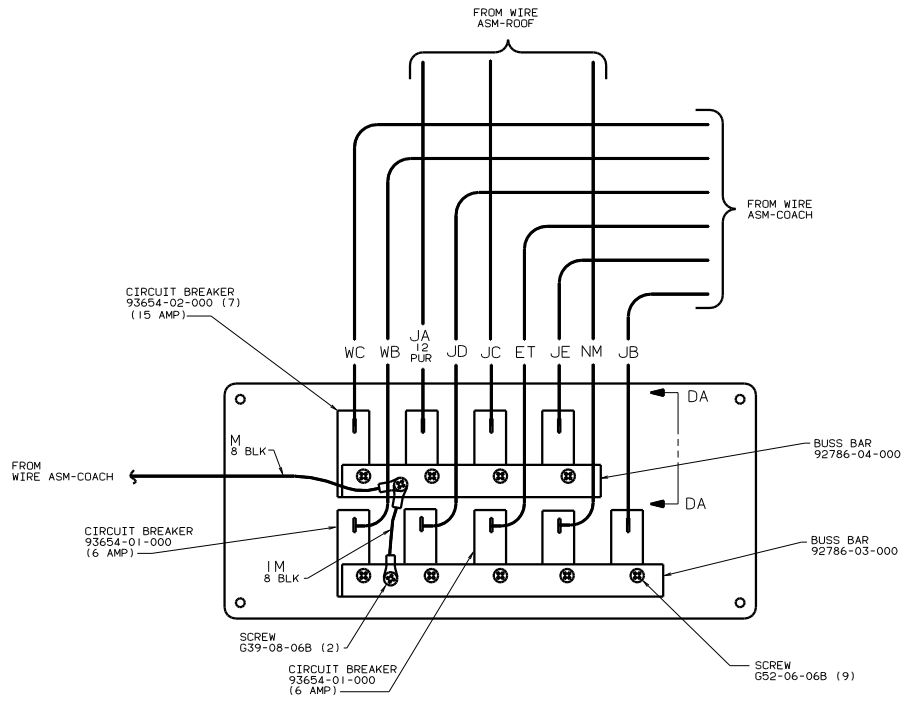 FROM WIRE
ASM-ROOF
FROM WIRE
ASM-COACH
CIRCUIT BREAKER
93654-02-000 (7)
(15 AMP)
WC
WB
JA
12
PUR
JD
JC
ET
JE
NM
JB
DA
M
8 BLK
BUSS BAR
92786-04-000
FROM
WIRE ASM-COACH
DA
CIRCUIT BREAKER
93654-01-000
(6 AMP)
BUSS BAR
92786-03-000
1M
8 BLK
SCREW
G39-08-06B (2)
CIRCUIT BREAKER
93654-01-000
(6 AMP)
SCREW
G52-06-06B (9)